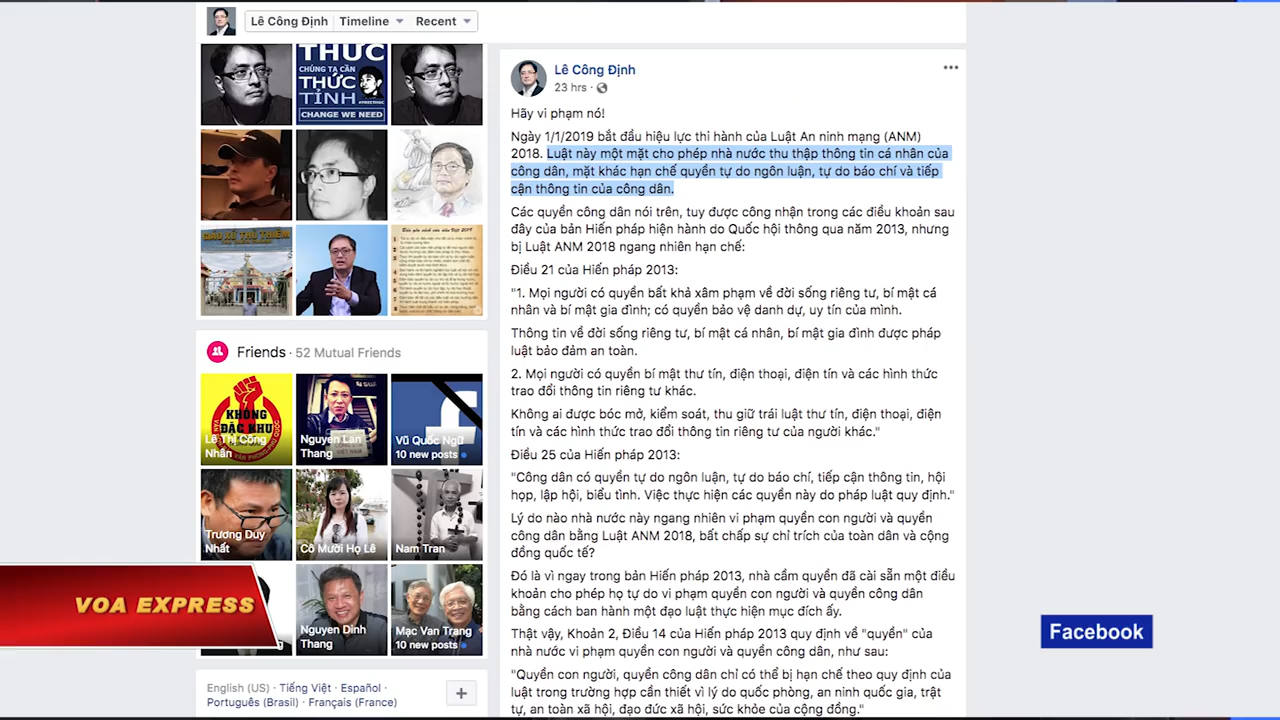 Lê Công Định Timeline Recent
THỨC
CHÚNG TA CẦN
THỨC
TỈNH
#FREETHUC
CHANGE WE NEED
GIÁO XỨ THỦ THIÊM
Friends · 52 Mutual Friends
KHÔNG
ĐẶC KHU
Lê Thị Công
Nhân
Nguyen Lan
Thang
Vũ Quốc Ngữ
10 new posts
Trương Duy
Nhất
Cô Mười Họ Lê
Nam Tran
Nguyen Dinh
Thang
Mạc Van Trang
10 new posts
English (US) · Tiếng Việt · Español ·
Português (Brasil) · Français (France)
+
Lê Công Định
23 hrs ·
Hãy vi phạm nó!
Ngày 1/1/2019 bắt đầu hiệu lực thi hành của Luật An ninh mạng (ANM)
2018. Luật này một mặt cho phép nhà nước thu thập thông tin cá nhân của
công dân, mặt khác hạn chế quyền tự do ngôn luận, tự do báo chí và tiếp
cận thông tin của công dân.
Các quyền công dân nói trên, tuy được công nhận trong các điều khoản sau
đây của bản Hiến pháp hiện hành do Quốc hội thông qua năm 2013, nhưng
bị Luật ANM 2018 ngang nhiên hạn chế:
Điều 21 của Hiến pháp 2013:
"1. Mọi người có quyền bất khả xâm phạm về đời sống riêng tư, bí mật cá
nhân và bí mật gia đình; có quyền bảo vệ danh dự, uy tín của mình.
Thông tin về đời sống riêng tư, bí mật cá nhân, bí mật gia đình được pháp
luật bảo đảm an toàn.
2. Mọi người có quyền bí mật thư tín, điện thoại, điện tín và các hình thức
trao đổi thông tin riêng tư khác.
Không ai được bóc mở, kiểm soát, thu giữ trái luật thư tín, điện thoại, điện
tín và các hình thức trao đổi thông tin riêng tư của người khác."
Điều 25 của Hiến pháp 2013:
"Công dân có quyền tự do ngôn luận, tự do báo chí, tiếp cận thông tin, hội
họp, lập hội, biểu tình. Việc thực hiện các quyền này do pháp luật quy định."
Lý do nào nhà nước này ngang nhiên vi phạm quyền con người và quyền
công dân bằng Luật ANM 2018, bất chấp sự chỉ trích của toàn dân và cộng
đồng quốc tế?
Đó là vì ngay trong bản Hiến pháp 2013, nhà cầm quyền đã cài sẵn một điều
khoản cho phép họ tự do vi phạm quyền con người và quyền công dân
bằng cách ban hành một đạo luật thực hiện mục đích ấy.
Thật vậy, Khoản 2, Điều 14 của Hiến pháp 2013 quy định về "quyền" của
nhà nước vi phạm quyền con người và quyền công dân, như sau:
"Quyền con người, quyền công dân chỉ có thể bị hạn chế theo quy định của
luật trong trường hợp cần thiết vì lý do quốc phòng, an ninh quốc gia, trật
tự, an toàn xã hội, đạo đức xã hội, sức khỏe của cộng đồng."
VOA EXPRESS
Facebook